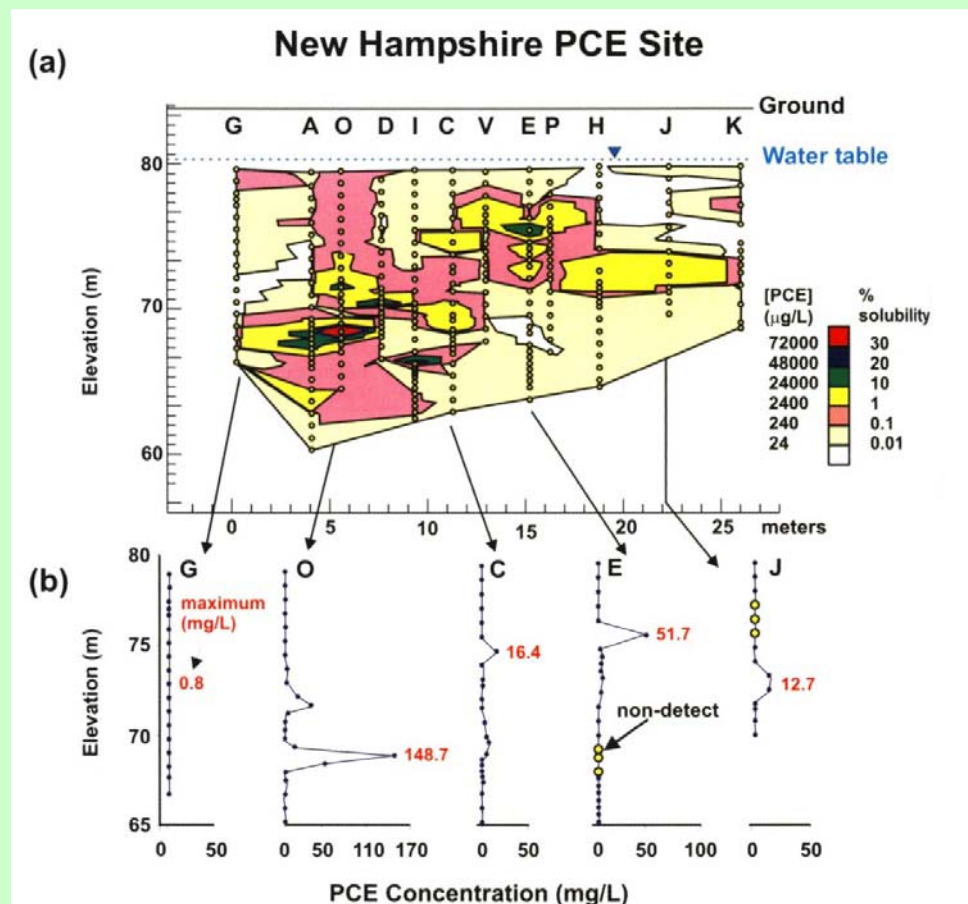 New Hampshire PCE Site
(a)
Ground
G A O D I C V E P H J K
Water table
80
70
60
Elevation (m)
[PCE] %
(µg/L) solubility
72000 30
48000 20
24000 10
2400 1
240 0.1
24 0.01
0 5 10 15 20 25 meters
(b)
G O C E J
80
75
70
65
Elevation (m)
maximum
(mg/L)
0.8
148.7
16.4
51.7
non-detect
12.7
0 50 0 50 110 170 0 50 0 50 100 0 50
PCE Concentration (mg/L)